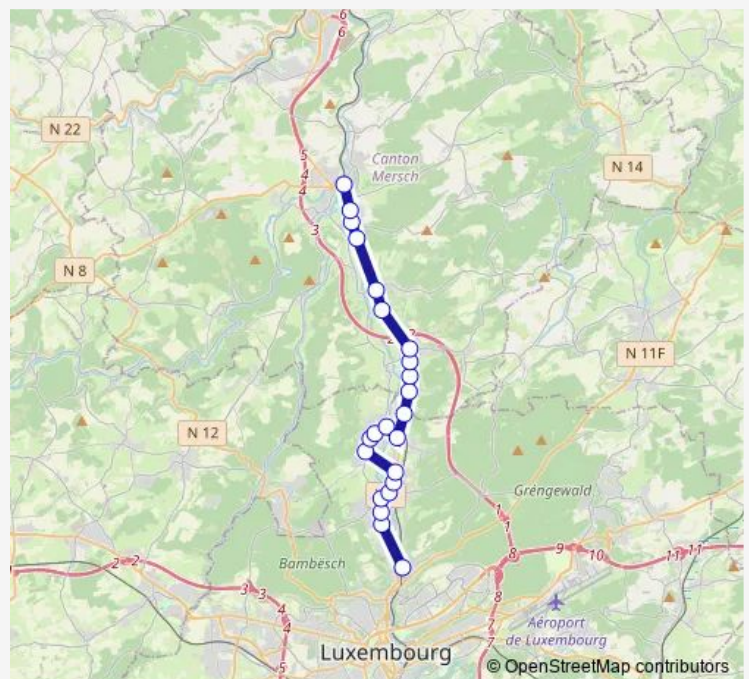 6
6
N 22
5
4
4
Canton
Mersch
N 14
3
N 8
2
N 11F
N 12
Gréngewald
1
1
Bambësch
8
9
10
11
11
2
2
3
3
4
4
5
8
7
7
Aéroport
de Luxembourg
Luxembourg
© OpenStreetMap contributors